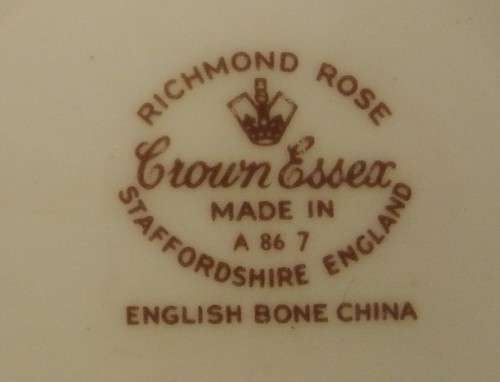 RICHMOND ROSE
Crown Essex
MADE IN
A 86 7
STAFFORDSHIRE ENGLAND
ENGLISH BONE CHINA